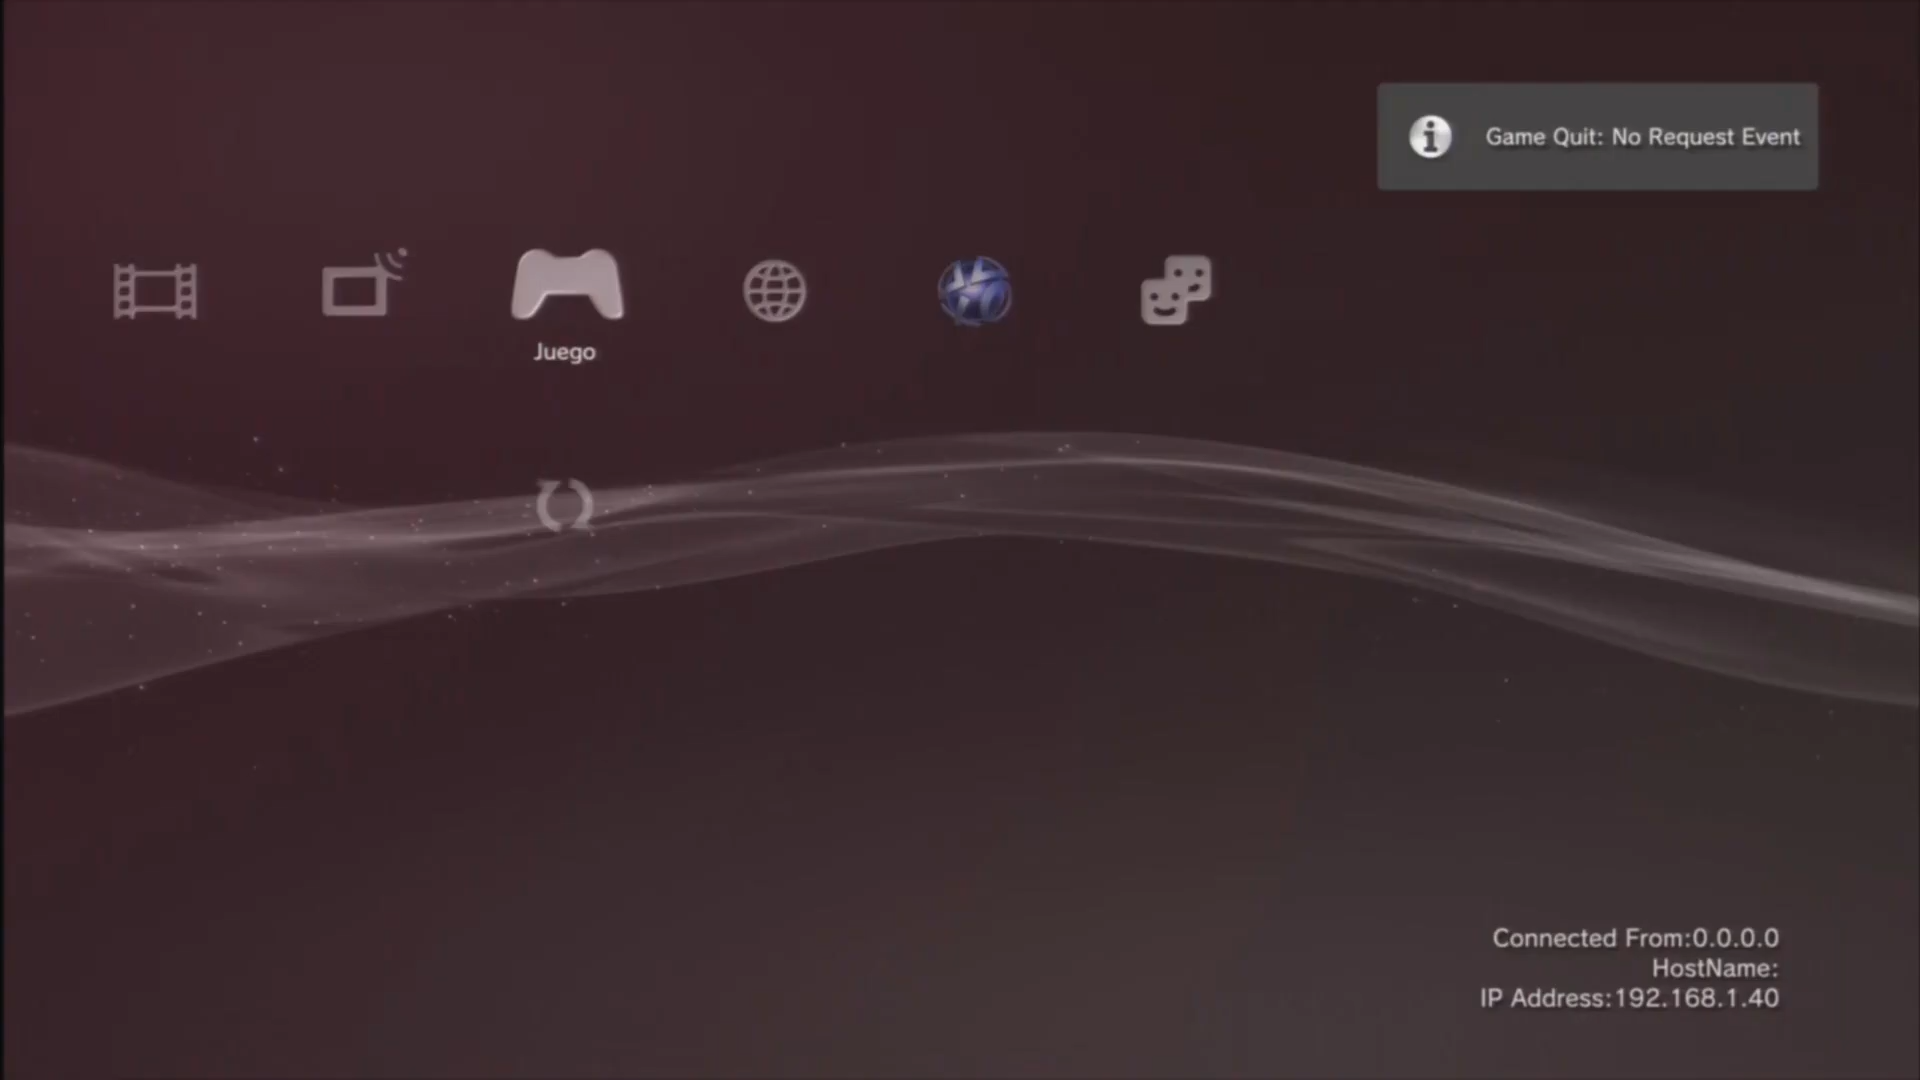 Game Quit: No Request Event
Juego
Connected From:0.0.0.0
HostName:
IP Address:192.168.1.40